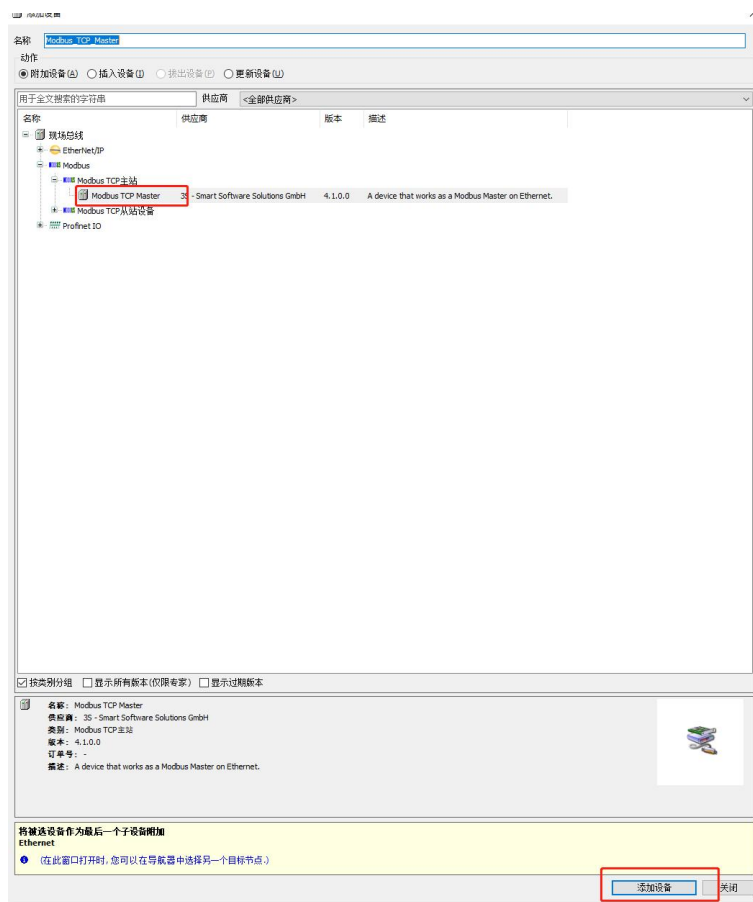 添加设备
名称 Modbus_TCP_Master
动作
附加设备(A) 插入设备(I) 拔出设备(P) 更新设备(U)
用于全文搜索的字符串 供应商 <全部供应商>
名称 供应商 版本 描述
现场总线
EtherNet/IP
Modbus
Modbus TCP主站
Modbus TCP Master 3S - Smart Software Solutions GmbH 4.1.0.0 A device that works as a Modbus Master on Ethernet.
Modbus TCP从站设备
Profinet IO
按类别分组 显示所有版本(仅限专家) 显示过期版本
名称: Modbus TCP Master
供应商: 3S - Smart Software Solutions GmbH
类别: Modbus TCP主站
版本: 4.1.0.0
订单号: -
描述: A device that works as a Modbus Master on Ethernet.
将被选设备作为最后一个子设备附加
Ethernet
(在此窗口打开时, 您可以在导航器中选择另一个目标节点.)
添加设备 关闭